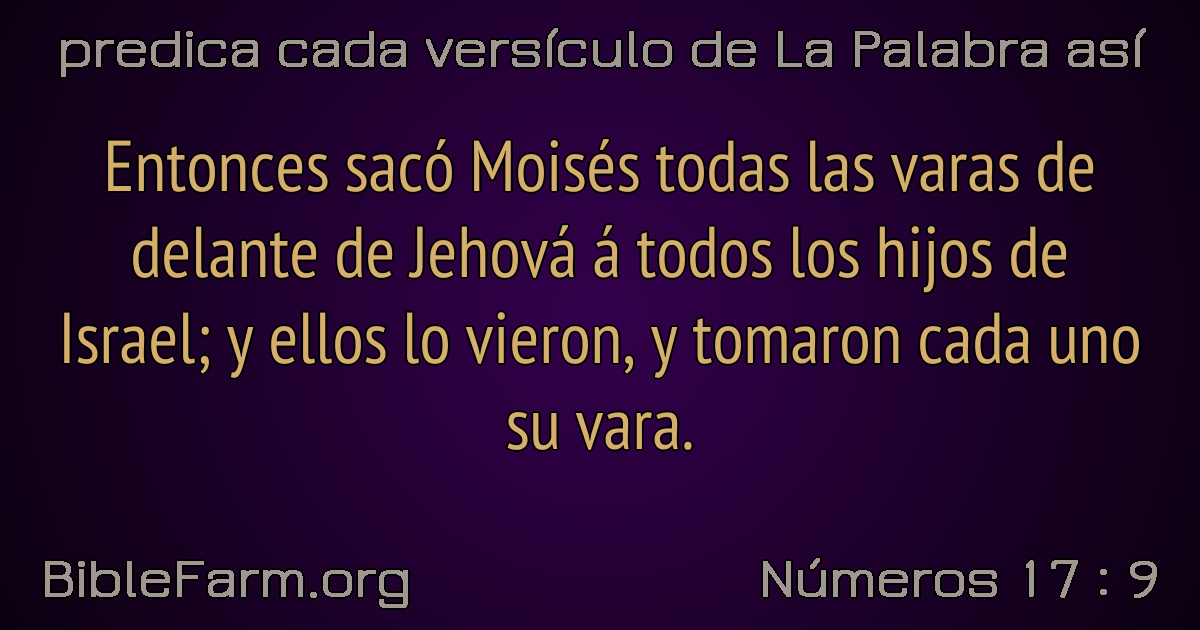 predica cada versículo de La Palabra así
Entonces sacó Moisés todas las varas de
delante de Jehová á todos los hijos de
Israel; y ellos lo vieron, y tomaron cada uno
su vara.
BibleFarm.org
Números 17 : 9